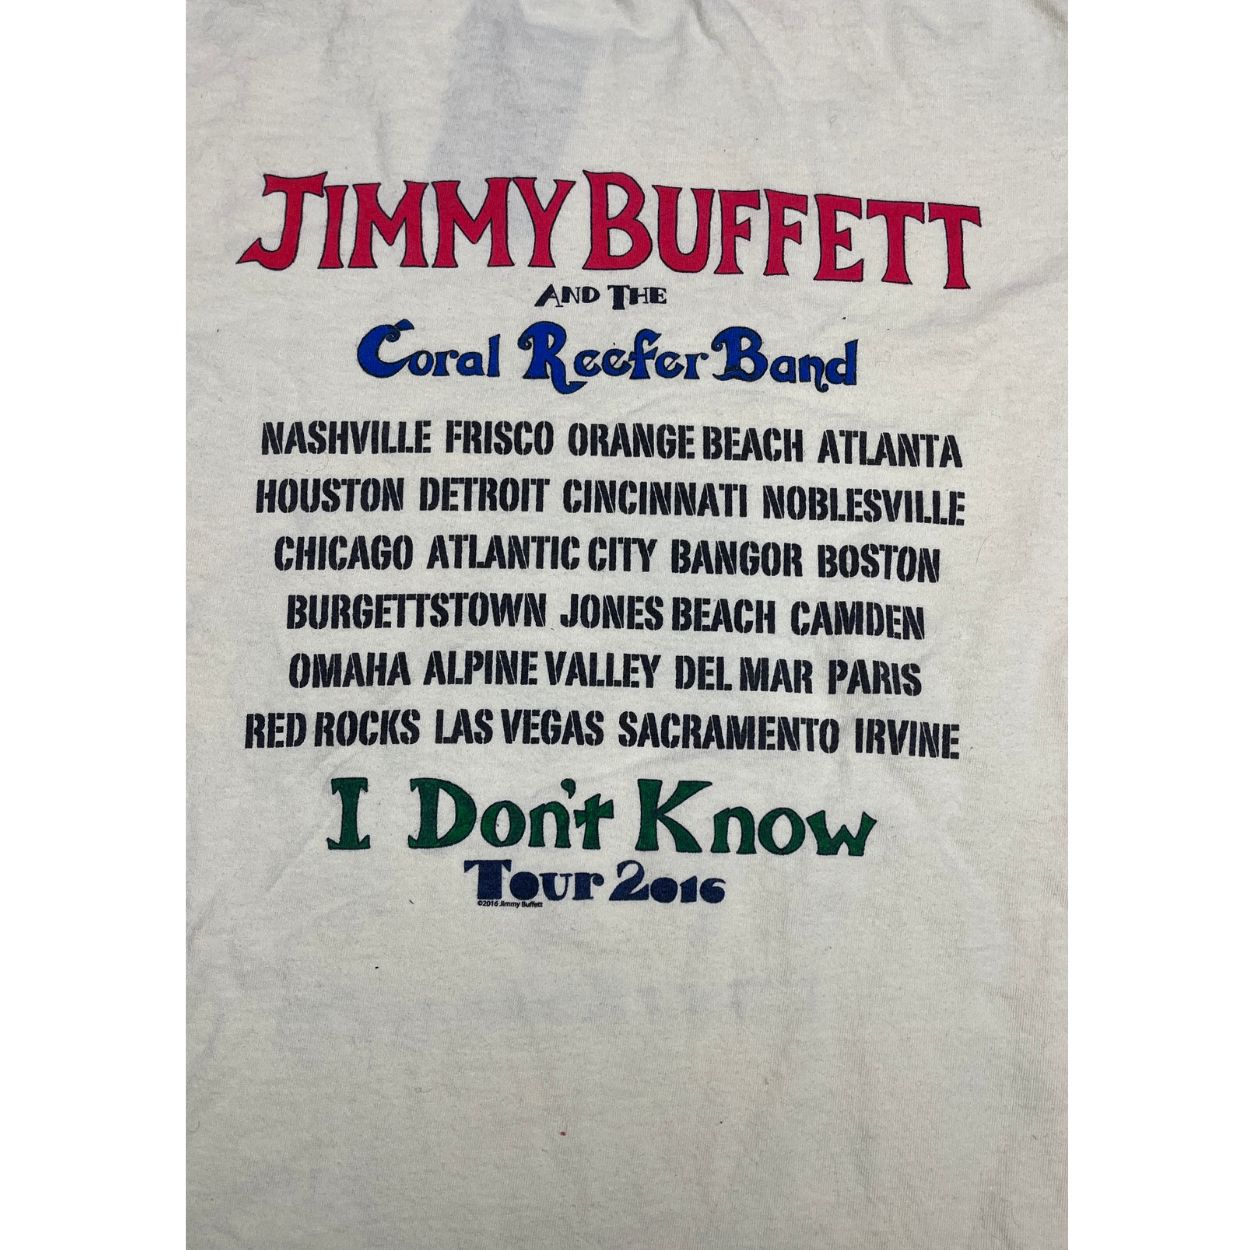 JIMMY BUFFETT
AND THE
Coral Reefer Band
NASHVILLE FRISCO ORANGE BEACH ATLANTA
HOUSTON DETROIT CINCINNATI NOBLESVILLE
CHICAGO ATLANTIC CITY BANGOR BOSTON
BURGETTSTOWN JONES BEACH CAMDEN
OMAHA ALPINE VALLEY DEL MAR PARIS
RED ROCKS LAS VEGAS SACRAMENTO IRVINE
I Don't Know
Tour 2016
©2016 Jimmy Buffett